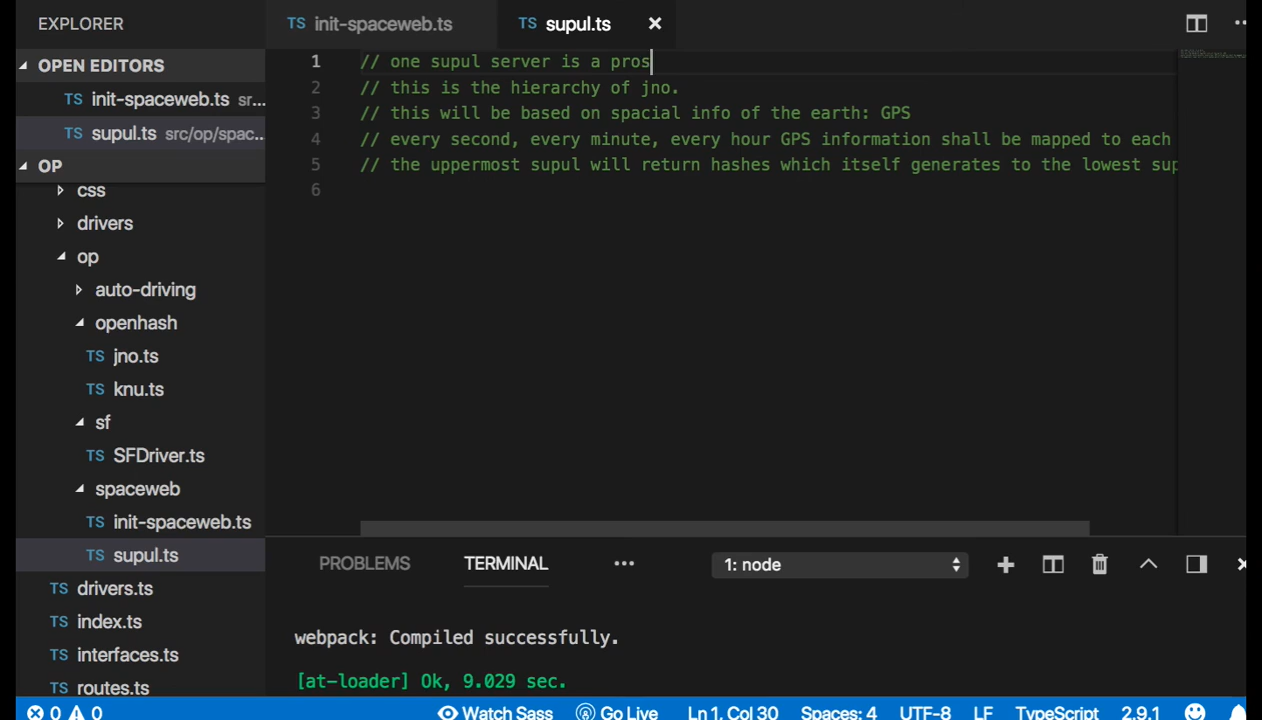 EXPLORER
OPEN EDITORS
TS init-spaceweb.ts sr...
TS supul.ts src/op/spac...
OP
css
drivers
op
auto-driving
openhash
TS jno.ts
TS knu.ts
sf
TS SFDriver.ts
spaceweb
TS init-spaceweb.ts
TS supul.ts
TS drivers.ts
TS index.ts
TS interfaces.ts
TS routes.ts
TS init-spaceweb.ts TS supul.ts
1 // one supul server is a pros
2 // this is the hierarchy of jno.
3 // this will be based on spacial info of the earth: GPS
4 // every second, every minute, every hour GPS information shall be mapped to each
5 // the uppermost supul will return hashes which itself generates to the lowest sup
6
PROBLEMS TERMINAL ... 1: node
webpack: Compiled successfully.
[at-loader] Ok, 9.029 sec.
0 0 Watch Sass Go Live Ln 1, Col 30 Spaces: 4 UTF-8 LF TypeScript 2.9.1